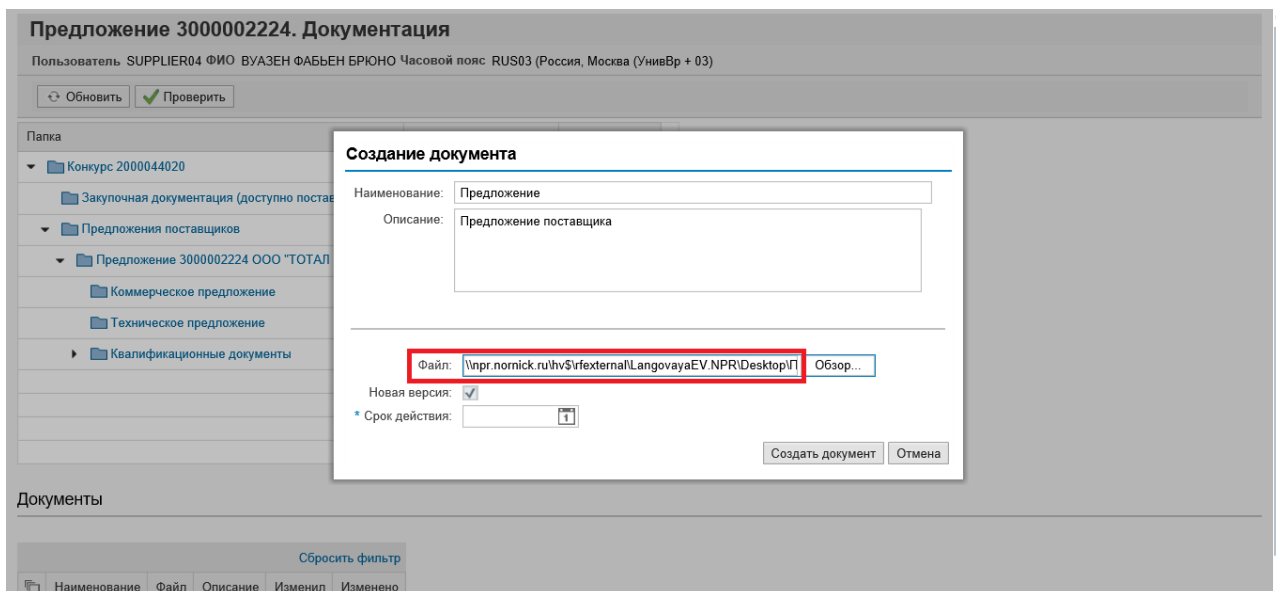 Предложение 3000002224. Документация
Пользователь SUPPLIER04 ФИО ВУАЗЕН ФАББЕН БРЮНО Часовой пояс RUS03 (Россия, Москва (УнивВр + 03)
Обновить Проверить
Папка
Конкурс 2000044020
Закупочная документация (доступно постав
Предложения поставщиков
Предложение 3000002224 ООО "ТОТАЛ
Коммерческое предложение
Техническое предложение
Квалификационные документы
Создание документа
Наименование: Предложение
Описание: Предложение поставщика
Файл: \\npr.nornick.ru\hv$\rfexternal\LangovayaEV.NPR\Desktop\П Обзор...
Новая версия:
* Срок действия: 1
Создать документ Отмена
Документы
Сбросить фильтр
Наименование Файл Описание Изменил Изменено